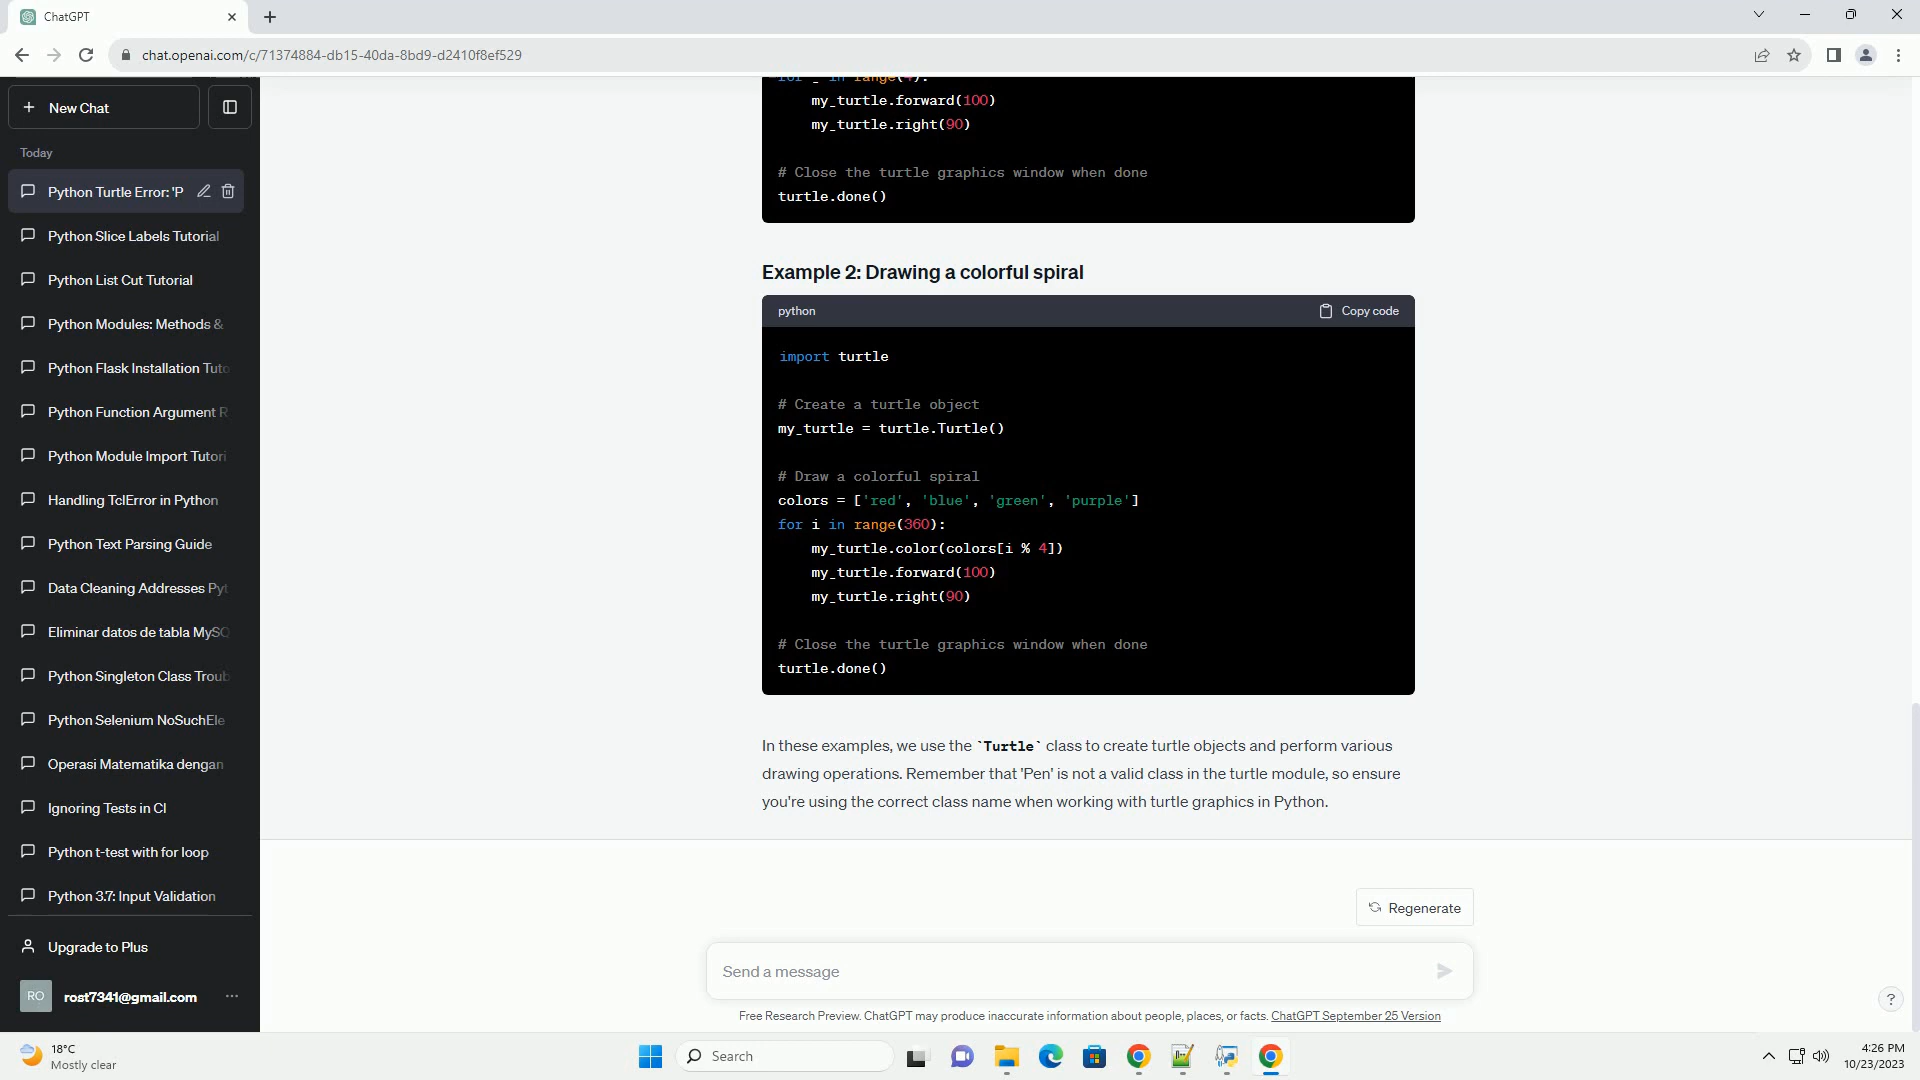 ChatGPT
chat.openai.com/c/71374884-db15-40da-8bd9-d2410f8ef529
New Chat
Today
Python Turtle Error: 'P
Python Slice Labels Tutorial
Python List Cut Tutorial
Python Modules: Methods &
Python Flask Installation Tuto
Python Function Argument R
Python Module Import Tutori
Handling TclError in Python
Python Text Parsing Guide
Data Cleaning Addresses Pyt
Eliminar datos de tabla MySQ
Python Singleton Class Troub
Python Selenium NoSuchEle
Operasi Matematika dengan
Ignoring Tests in CI
Python t-test with for loop
Python 3.7: Input Validation
Upgrade to Plus
RO rost7341@gmail.com
for _ in range(4):
my_turtle.forward(100)
my_turtle.right(90)
# Close the turtle graphics window when done
turtle.done()
Example 2: Drawing a colorful spiral
python Copy code
import turtle
# Create a turtle object
my_turtle = turtle.Turtle()
# Draw a colorful spiral
colors = ['red', 'blue', 'green', 'purple']
for i in range(360):
my_turtle.color(colors[i % 4])
my_turtle.forward(100)
my_turtle.right(90)
# Close the turtle graphics window when done
turtle.done()
In these examples, we use the `Turtle` class to create turtle objects and perform various
drawing operations. Remember that 'Pen' is not a valid class in the turtle module, so ensure
you're using the correct class name when working with turtle graphics in Python.
Regenerate
Send a message
Free Research Preview. ChatGPT may produce inaccurate information about people, places, or facts. ChatGPT September 25 Version
?
18°C
Mostly clear
Search
4:26 PM
10/23/2023